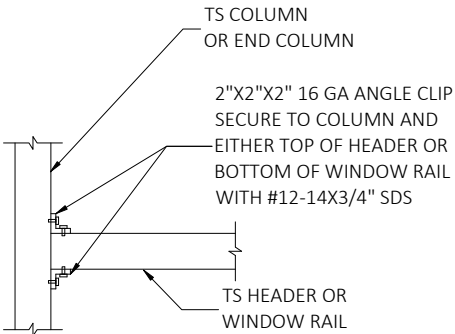 TS COLUMN
OR END COLUMN
2"X2"X2" 16 GA ANGLE CLIP
SECURE TO COLUMN AND
EITHER TOP OF HEADER OR
BOTTOM OF WINDOW RAIL
WITH #12-14X3/4" SDS
TS HEADER OR
WINDOW RAIL